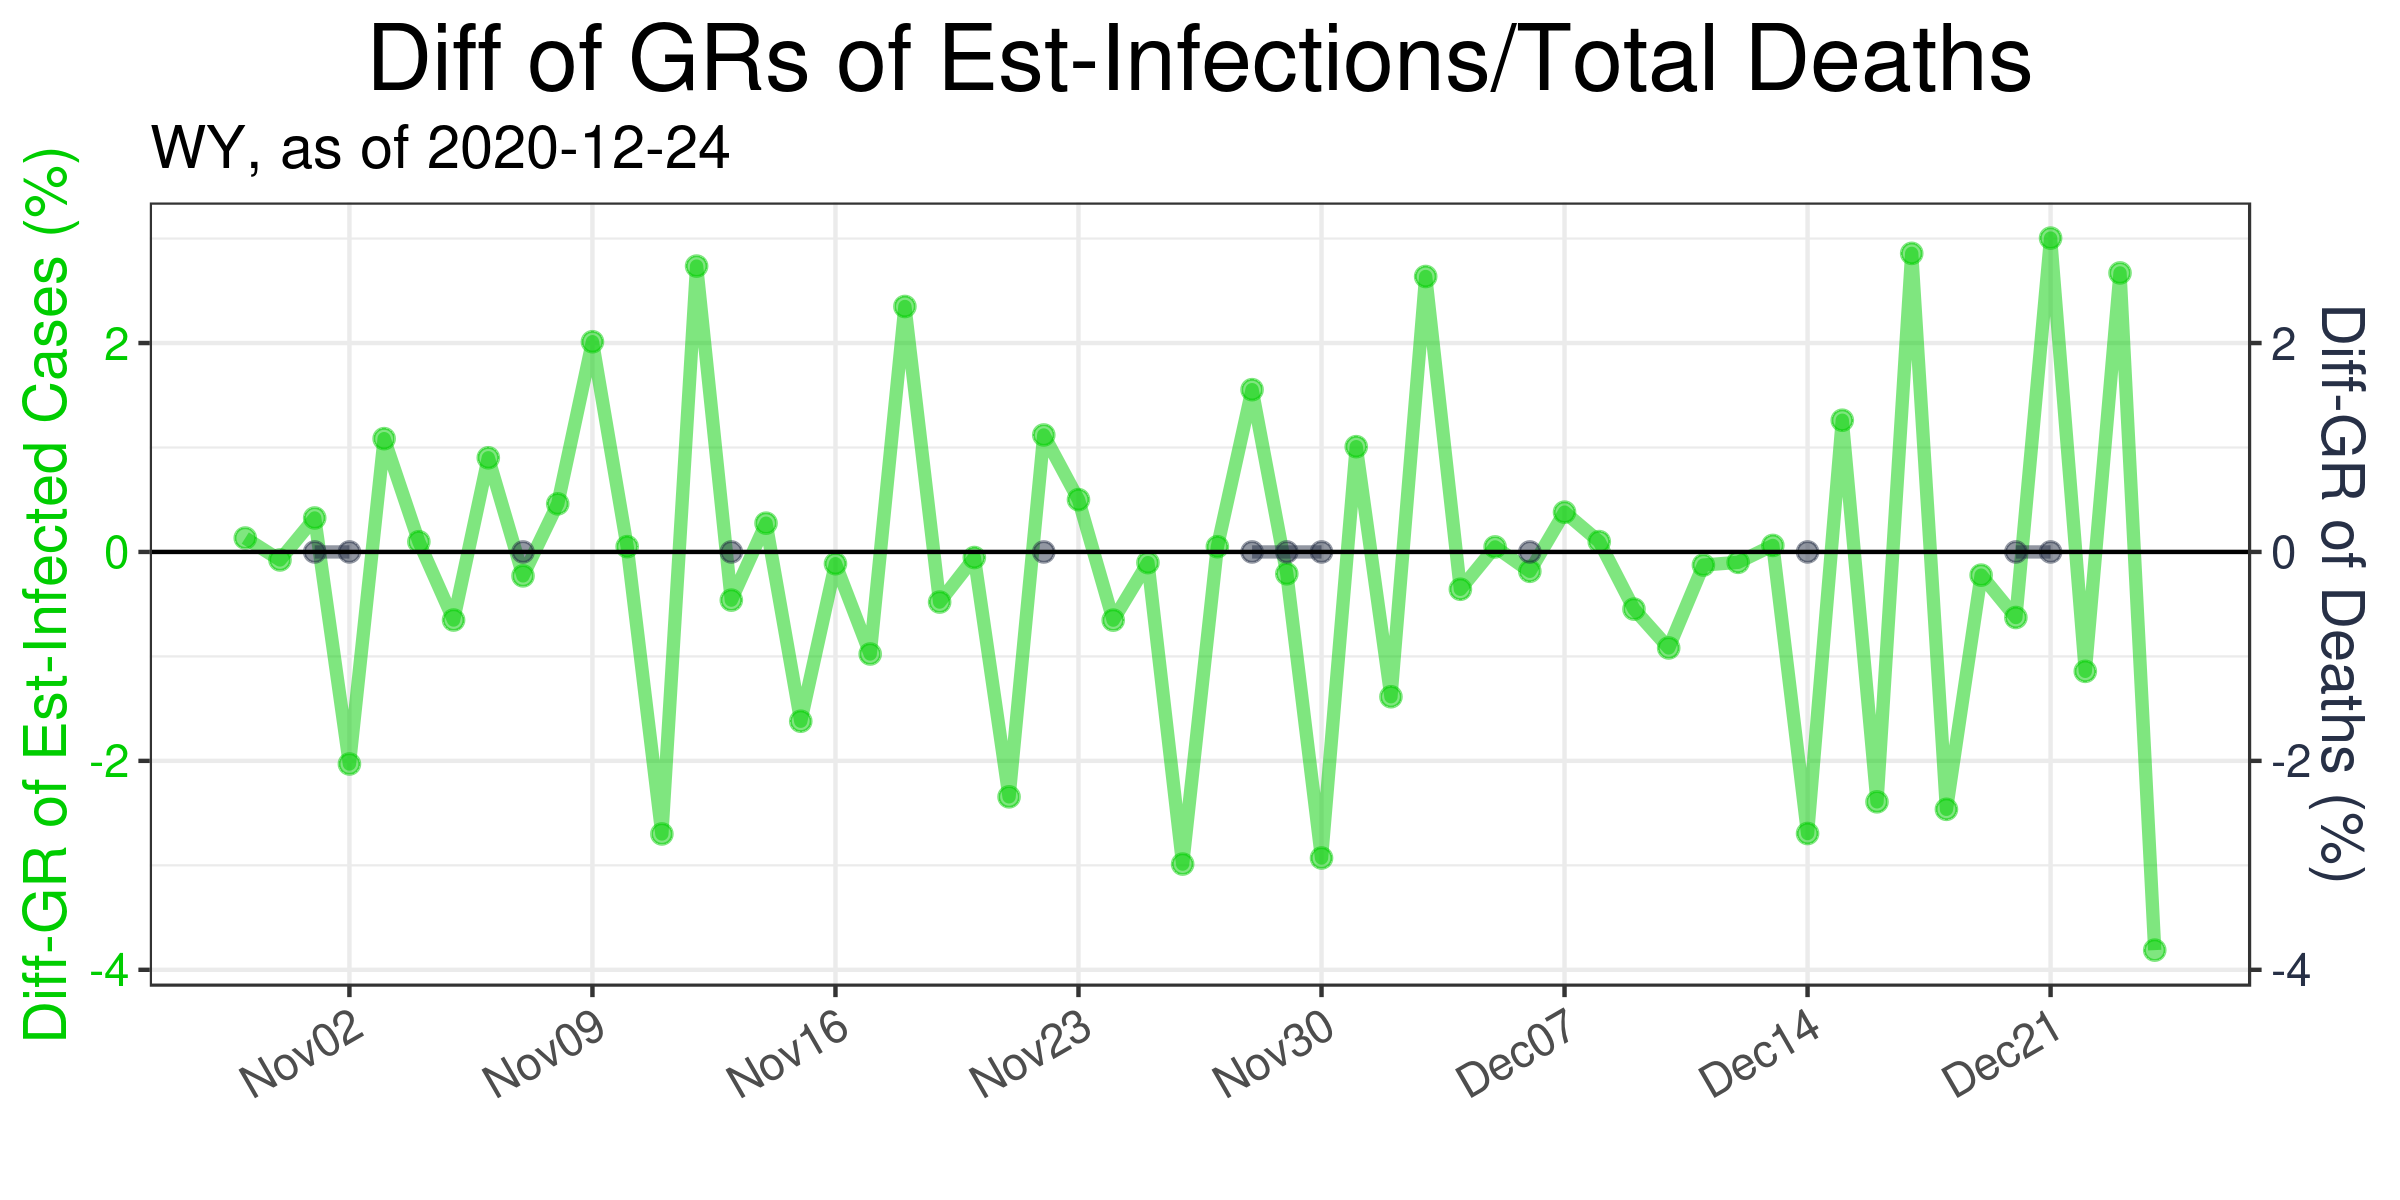 Diff of GRs of Est-Infections/Total Deaths
WY, as of 2020-12-24
Diff-GR of Est-Infected Cases (%)
2
0
-2
-4
2
0
-2
-4
Diff-GR of Deaths (%)
Nov02
Nov09
Nov16
Nov23
Nov30
Dec07
Dec14
Dec21